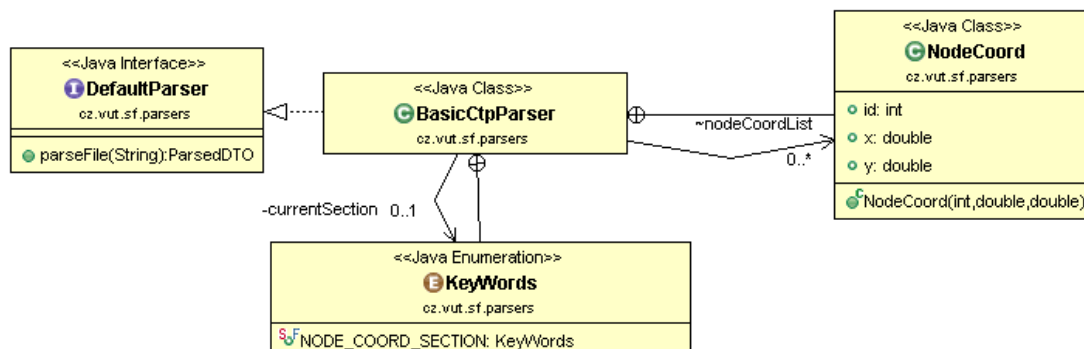 <<Java Interface>>
DefaultParser
cz.vut.sf.parsers
parseFile(String):ParsedDTO
<<Java Class>>
BasicCtpParser
cz.vut.sf.parsers
~nodeCoordList
0..*
<<Java Class>>
NodeCoord
cz.vut.sf.parsers
id: int
x: double
y: double
NodeCoord(int,double,double)
-currentSection 0..1
<<Java Enumeration>>
KeyWords
cz.vut.sf.parsers
NODE_COORD_SECTION: KeyWords